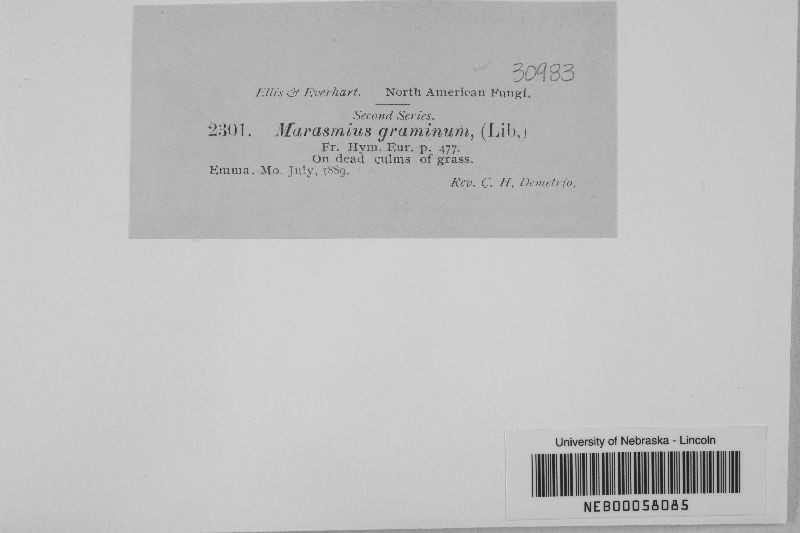 30983
Ellis & Everhart. North American Fungi.
Second Series.
2301. Marasmius graminum, (Lib,)
Fr. Hym. Eur. p. 477.
On dead culms of grass.
Emma, Mo. July, 1889.
Rev. C. H. Demetrio.
University of Nebraska - Lincoln
NEB00058085